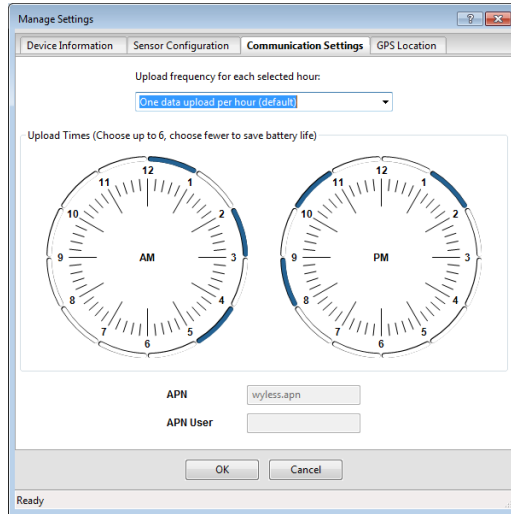 Manage Settings
Device Information Sensor Configuration Communication Settings GPS Location
Upload frequency for each selected hour:
One data upload per hour (default)
Upload Times (Choose up to 6, choose fewer to save battery life)
12
1
2
3
4
5
6
7
8
9
10
11
AM
12
1
2
3
4
5
6
7
8
9
10
11
PM
APN wyless.apn
APN User
OK Cancel
Ready